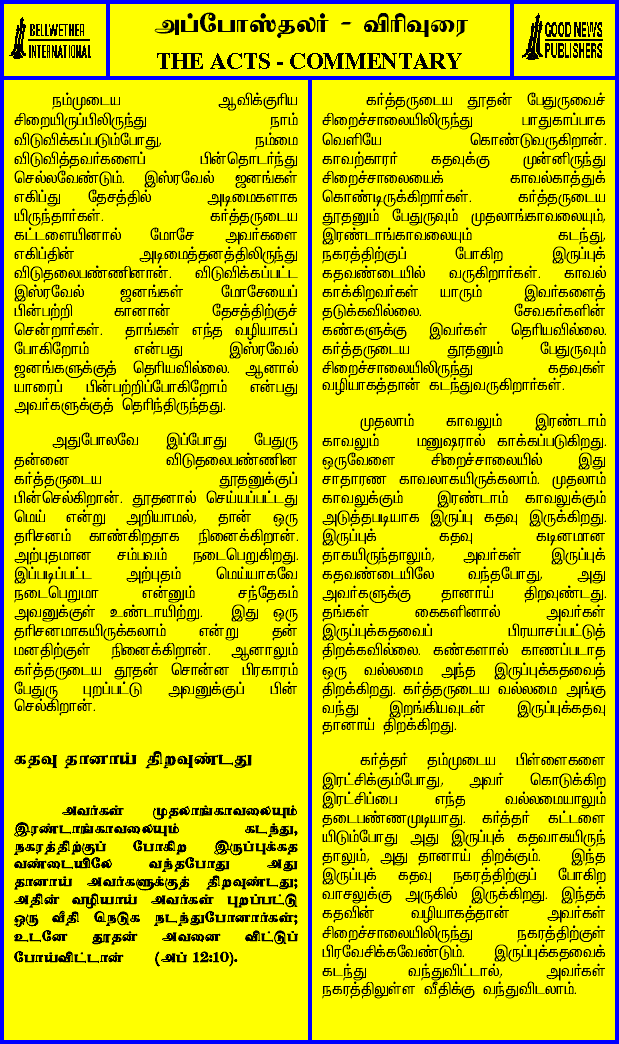 BELLWETHER
INTERNATIONAL
அப்போஸ்தலர் - விரிவுரை
THE ACTS - COMMENTARY
GOOD NEWS
PUBLISHERS
நம்முடைய ஆவிக்குரிய
சிறையிருப்பிலிருந்து நாம்
விடுவிக்கப்படும்போது, நம்மை
விடுவித்தவர்களைப் பின்தொடர்ந்து
செல்லவேண்டும். இஸ்ரவேல் ஜனங்கள்
எகிப்து தேசத்தில் அடிமைகளாக
யிருந்தார்கள். கர்த்தருடைய
கட்டளையினால் மோசே அவர்களை
எகிப்தின் அடிமைத்தனத்திலிருந்து
விடுதலைபண்ணினான். விடுவிக்கப்பட்ட
இஸ்ரவேல் ஜனங்கள் மோசேயைப்
பின்பற்றி கானான் தேசத்திற்குச்
சென்றார்கள். தாங்கள் எந்த வழியாகப்
போகிறோம் என்பது இஸ்ரவேல்
ஜனங்களுக்குத் தெரியவில்லை. ஆனால்
யாரைப் பின்பற்றிப்போகிறோம் என்பது
அவர்களுக்குத் தெரிந்திருந்தது.
அதுபோலவே இப்போது பேதுரு
தன்னை விடுதலைபண்ணின
கர்த்தருடைய தூதனுக்குப்
பின்செல்கிறான். தூதனால் செய்யப்பட்டது
மெய் என்று அறியாமல், தான் ஒரு
தரிசனம் காண்கிறதாக நினைக்கிறான்.
அற்புதமான சம்பவம் நடைபெறுகிறது.
இப்படிப்பட்ட அற்புதம் மெய்யாகவே
நடைபெறுமா என்னும் சந்தேகம்
அவனுக்குள் உண்டாயிற்று. இது ஒரு
தரிசனமாகயிருக்கலாம் என்று தன்
மனதிற்குள் நினைக்கிறான். ஆனாலும்
கர்த்தருடைய தூதன் சொன்ன பிரகாரம்
பேதுரு புறப்பட்டு அவனுக்குப் பின்
செல்கிறான்.
கதவு தானாய் திறவுண்டது
அவர்கள் முதலாங்காவலையும்
இரண்டாங்காவலையும் கடந்து,
நகரத்திற்குப் போகிற இருப்புக்கத
வண்டையிலே வந்தபோது அது
தானாய் அவர்களுக்குத் திறவுண்டது;
அதின் வழியாய் அவர்கள் புறப்பட்டு
ஒரு வீதி நெடுக நடந்துபோனார்கள்;
உடனே தூதன் அவனை விட்டுப்
போய்விட்டான் (அப் 12:10).
கர்த்தருடைய தூதன் பேதுருவைச்
சிறைச்சாலையிலிருந்து பாதுகாப்பாக
வெளியே கொண்டுவருகிறான்.
காவற்காரர் கதவுக்கு முன்னிருந்து
சிறைச்சாலையைக் காவல்காத்துக்
கொண்டிருக்கிறார்கள். கர்த்தருடைய
தூதனும் பேதுருவும் முதலாங்காவலையும்,
இரண்டாங்காவலையும் கடந்து,
நகரத்திற்குப் போகிற இருப்புக்
கதவண்டையில் வருகிறார்கள். காவல்
காக்கிறவர்கள் யாரும் இவர்களைத்
தடுக்கவில்லை. சேவகர்களின்
கண்களுக்கு இவர்கள் தெரியவில்லை.
கர்த்தருடைய தூதனும் பேதுருவும்
சிறைச்சாலையிலிருந்து கதவுகள்
வழியாகத்தான் கடந்துவருகிறார்கள்.
முதலாம் காவலும் இரண்டாம்
காவலும் மனுஷரால் காக்கப்படுகிறது.
ஒருவேளை சிறைச்சாலையில் இது
சாதாரண காவலாகயிருக்கலாம். முதலாம்
காவலுக்கும் இரண்டாம் காவலுக்கும்
அடுத்தபடியாக இருப்பு கதவு இருக்கிறது.
இருப்புக் கதவு கடினமான
தாகயிருந்தாலும், அவர்கள் இருப்புக்
கதவண்டையிலே வந்தபோது, அது
அவர்களுக்கு தானாய் திறவுண்டது.
தங்கள் கைகளினால் அவர்கள்
இருப்புக்கதவைப் பிரயாசப்பட்டுத்
திறக்கவில்லை. கண்களால் காணப்படாத
ஒரு வல்லமை அந்த இருப்புக்கதவைத்
திறக்கிறது. கர்த்தருடைய வல்லமை அங்கு
வந்து இறங்கியவுடன் இருப்புக்கதவு
தானாய் திறக்கிறது.
கர்த்தர் தம்முடைய பிள்ளைகளை
இரட்சிக்கும்போது, அவர் கொடுக்கிற
இரட்சிப்பை எந்த வல்லமையாலும்
தடைபண்ணமுடியாது. கர்த்தர் கட்டளை
யிடும்போது அது இருப்புக் கதவாகயிருந்
தாலும், அது தானாய் திறக்கும். இந்த
இருப்புக் கதவு நகரத்திற்குப் போகிற
வாசலுக்கு அருகில் இருக்கிறது. இந்தக்
கதவின் வழியாகத்தான் அவர்கள்
சிறைச்சாலையிலிருந்து நகரத்திற்குள்
பிரவேசிக்கவேண்டும். இருப்புக்கதவைக்
கடந்து வந்துவிட்டால், அவர்கள்
நகரத்திலுள்ள வீதிக்கு வந்துவிடலாம்.